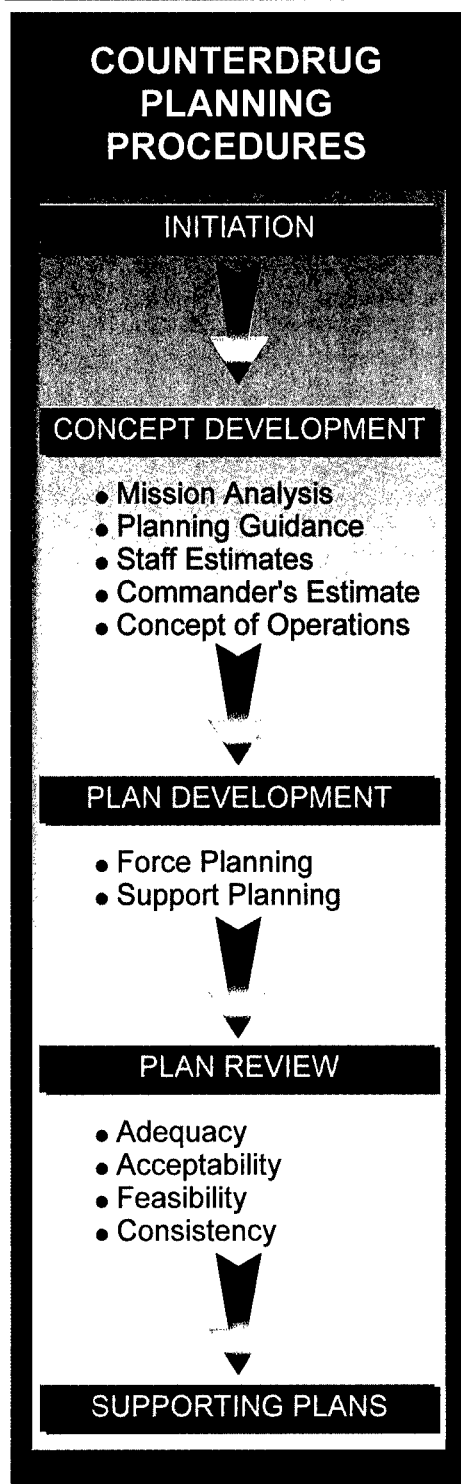 COUNTERDRUG
PLANNING
PROCEDURES
INITIATION
CONCEPT DEVELOPMENT
• Mission Analysis
• Planning Guidance
• Staff Estimates
• Commander's Estimate
• Concept of Operations
PLAN DEVELOPMENT
• Force Planning
• Support Planning
PLAN REVIEW
• Adequacy
• Acceptability
• Feasibility
• Consistency
SUPPORTING PLANS